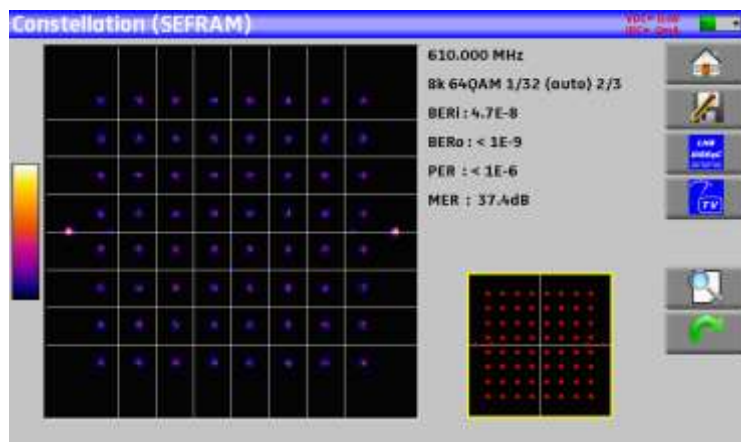 Constellation (SEFRAM)
610.000 MHz
8k 64QAM 1/32 (auto) 2/3
BERi : 4.7E-8
BERo : < 1E-9
PER : < 1E-6
MER : 37.4dB
TV